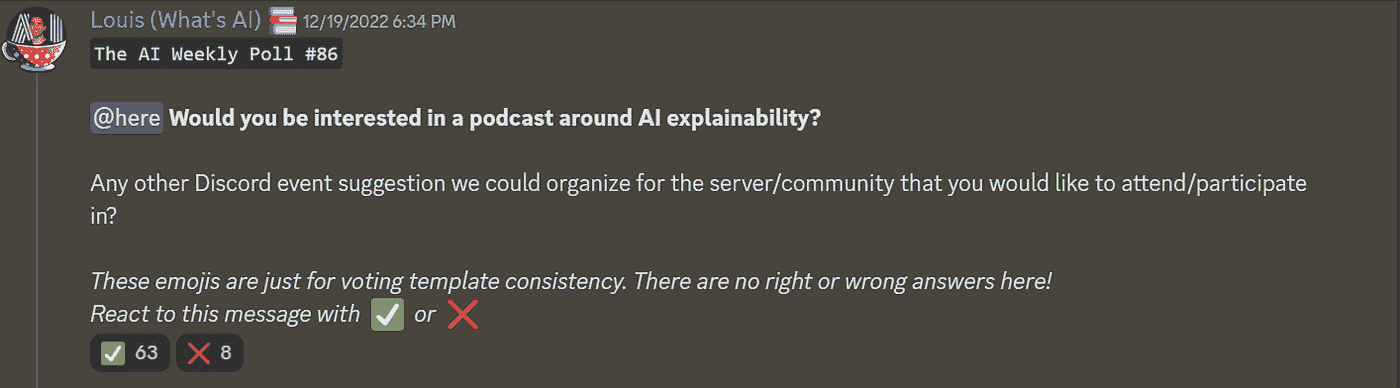 Louis (What's AI) 12/19/2022 6:34 PM
The AI Weekly Poll #86
@here Would you be interested in a podcast around AI explainability?
Any other Discord event suggestion we could organize for the server/community that you would like to attend/participate
in?
These emojis are just for voting template consistency. There are no right or wrong answers here!
React to this message with ✅ or ❌
✅ 63 ❌ 8